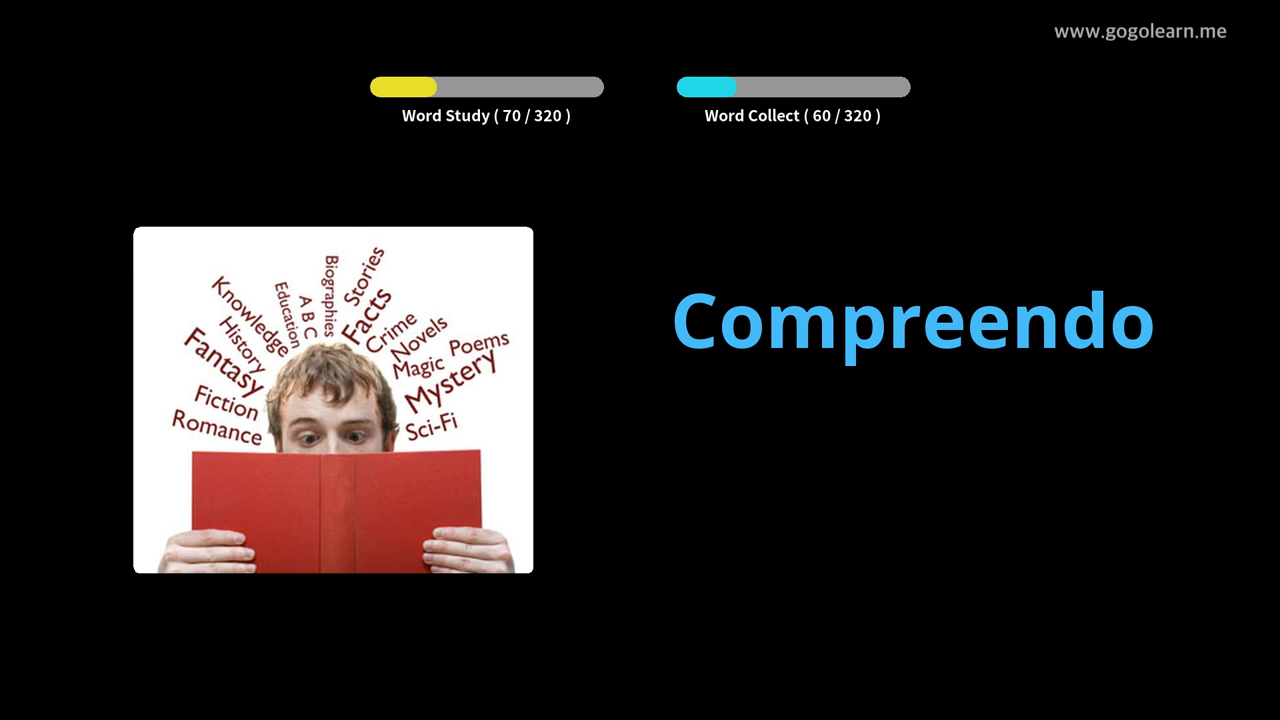 www.gogolearn.me
Word Study ( 70 / 320 )
Word Collect ( 60 / 320 )
Compreendo
Biographies
Stories
Facts
Education
A B C
Knowledge
History
Crime
Novels
Poems
Magic
Fantasy
Mystery
Fiction
Sci-Fi
Romance